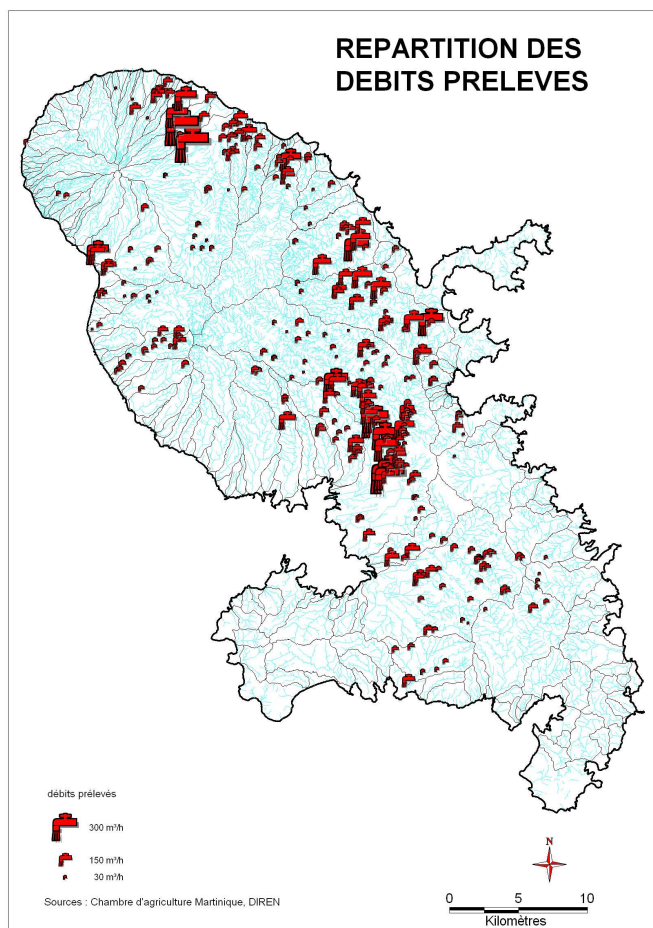 REPARTITION DES
DEBITS PRELEVES
débits prélevés
300 m³/h
150 m³/h
30 m³/h
Sources : Chambre d'agriculture Martinique, DIREN
N
0 5 10
Kilomètres